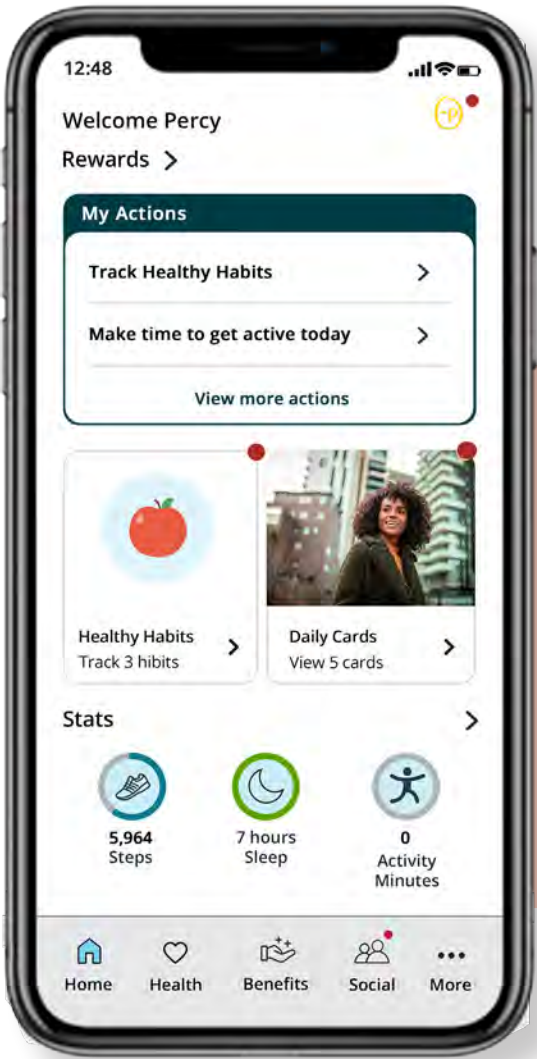 12:48
Welcome Percy
Rewards
My Actions
Track Healthy Habits
Make time to get active today
View more actions
Healthy Habits
Track 3 hibits
Daily Cards
View 5 cards
Stats
5,964
Steps
7 hours
Sleep
0
Activity
Minutes
Home
Health
Benefits
Social
More